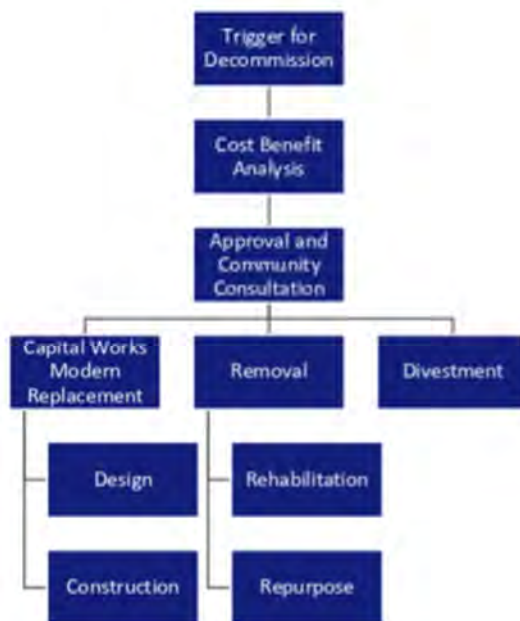 Trigger for
Decommission
Cost Benefit
Analysis
Approval and
Community
Consultation
Capital Works
Modern
Replacement
Removal
Divestment
Design
Rehabilitation
Construction
Repurpose